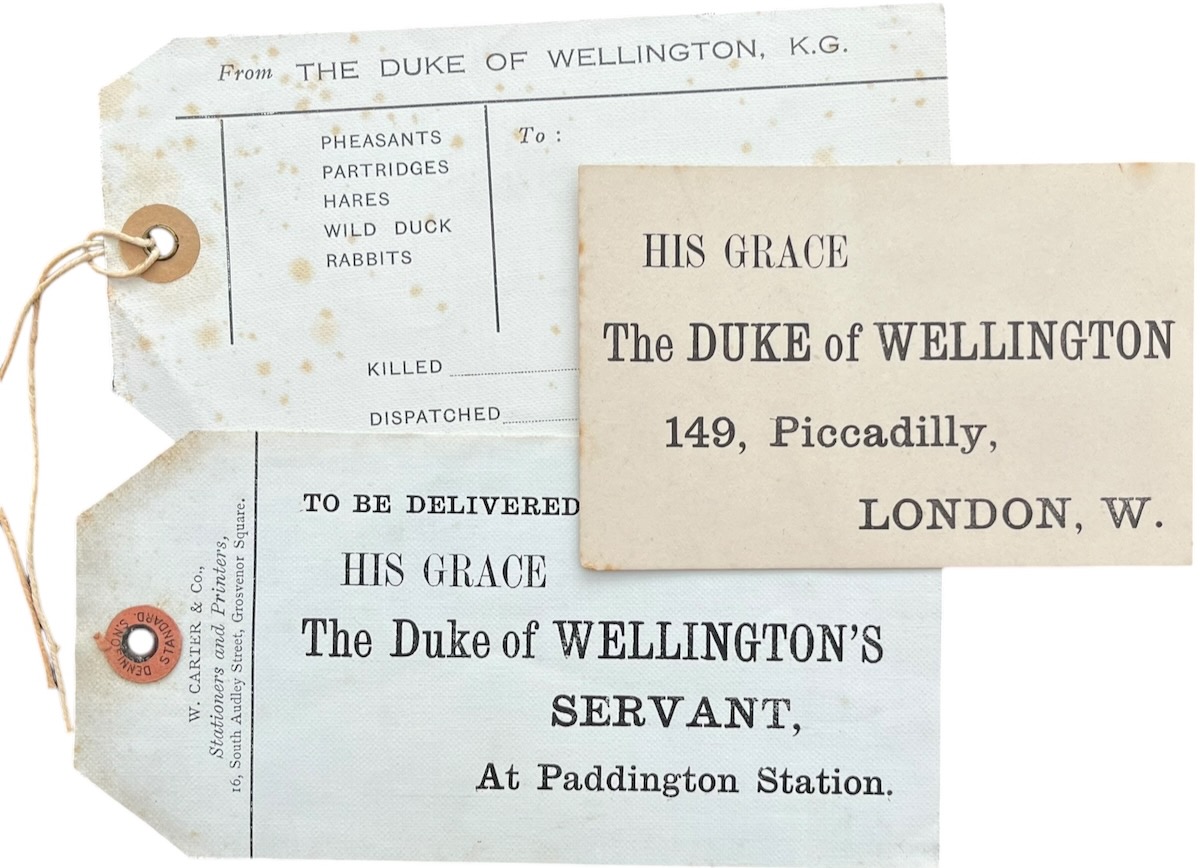 From THE DUKE OF WELLINGTON, K.G.
PHEASANTS
PARTRIDGES
HARES
WILD DUCK
RABBITS
To :
KILLED
DISPATCHED
HIS GRACE
The DUKE of WELLINGTON
149, Piccadilly,
LONDON, W.
TO BE DELIVERED
HIS GRACE
The Duke of WELLINGTON'S
SERVANT,
At Paddington Station.
W. CARTER & Co.,
Stationers and Printers,
16, South Audley Street, Grosvenor Square.
DENNISON'S
STANDARD.